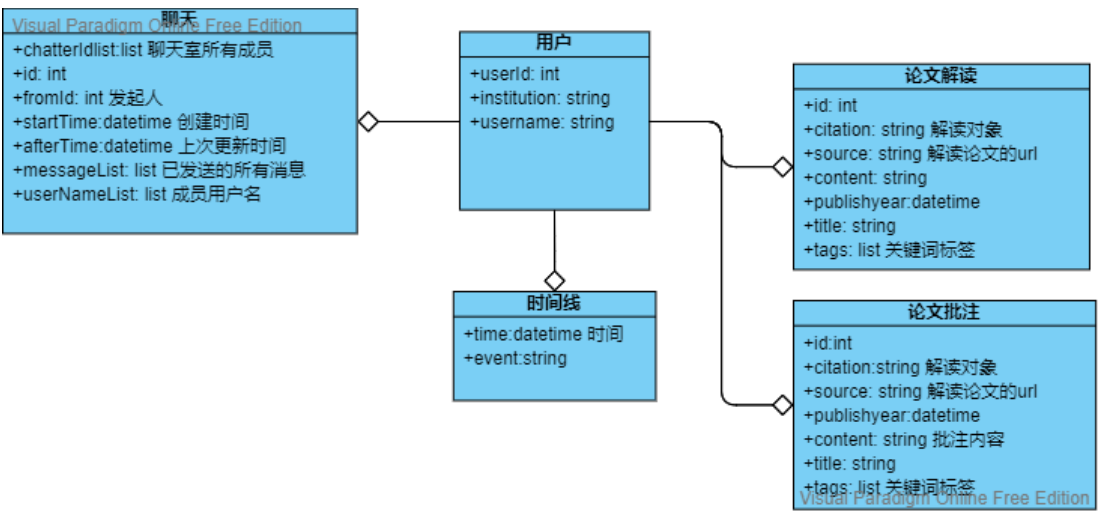 聊天
Visual Paradigm Online Free Edition
+chatterIdlist:list 聊天室所有成员
+id: int
+fromId: int 发起人
+startTime:datetime 创建时间
+afterTime:datetime 上次更新时间
+messageList: list 已发送的所有消息
+userNameList: list 成员用户名
用户
+userId: int
+institution: string
+username: string
时间线
+time:datetime 时间
+event:string
论文解读
+id: int
+citation: string 解读对象
+source: string 解读论文的url
+content: string
+publishyear:datetime
+title: string
+tags: list 关键词标签
论文批注
+id:int
+citation:string 解读对象
+source: string 解读论文的url
+publishyear:datetime
+content: string 批注内容
+title: string
+tags: list 关键词标签
Visual Paradigm Online Free Edition